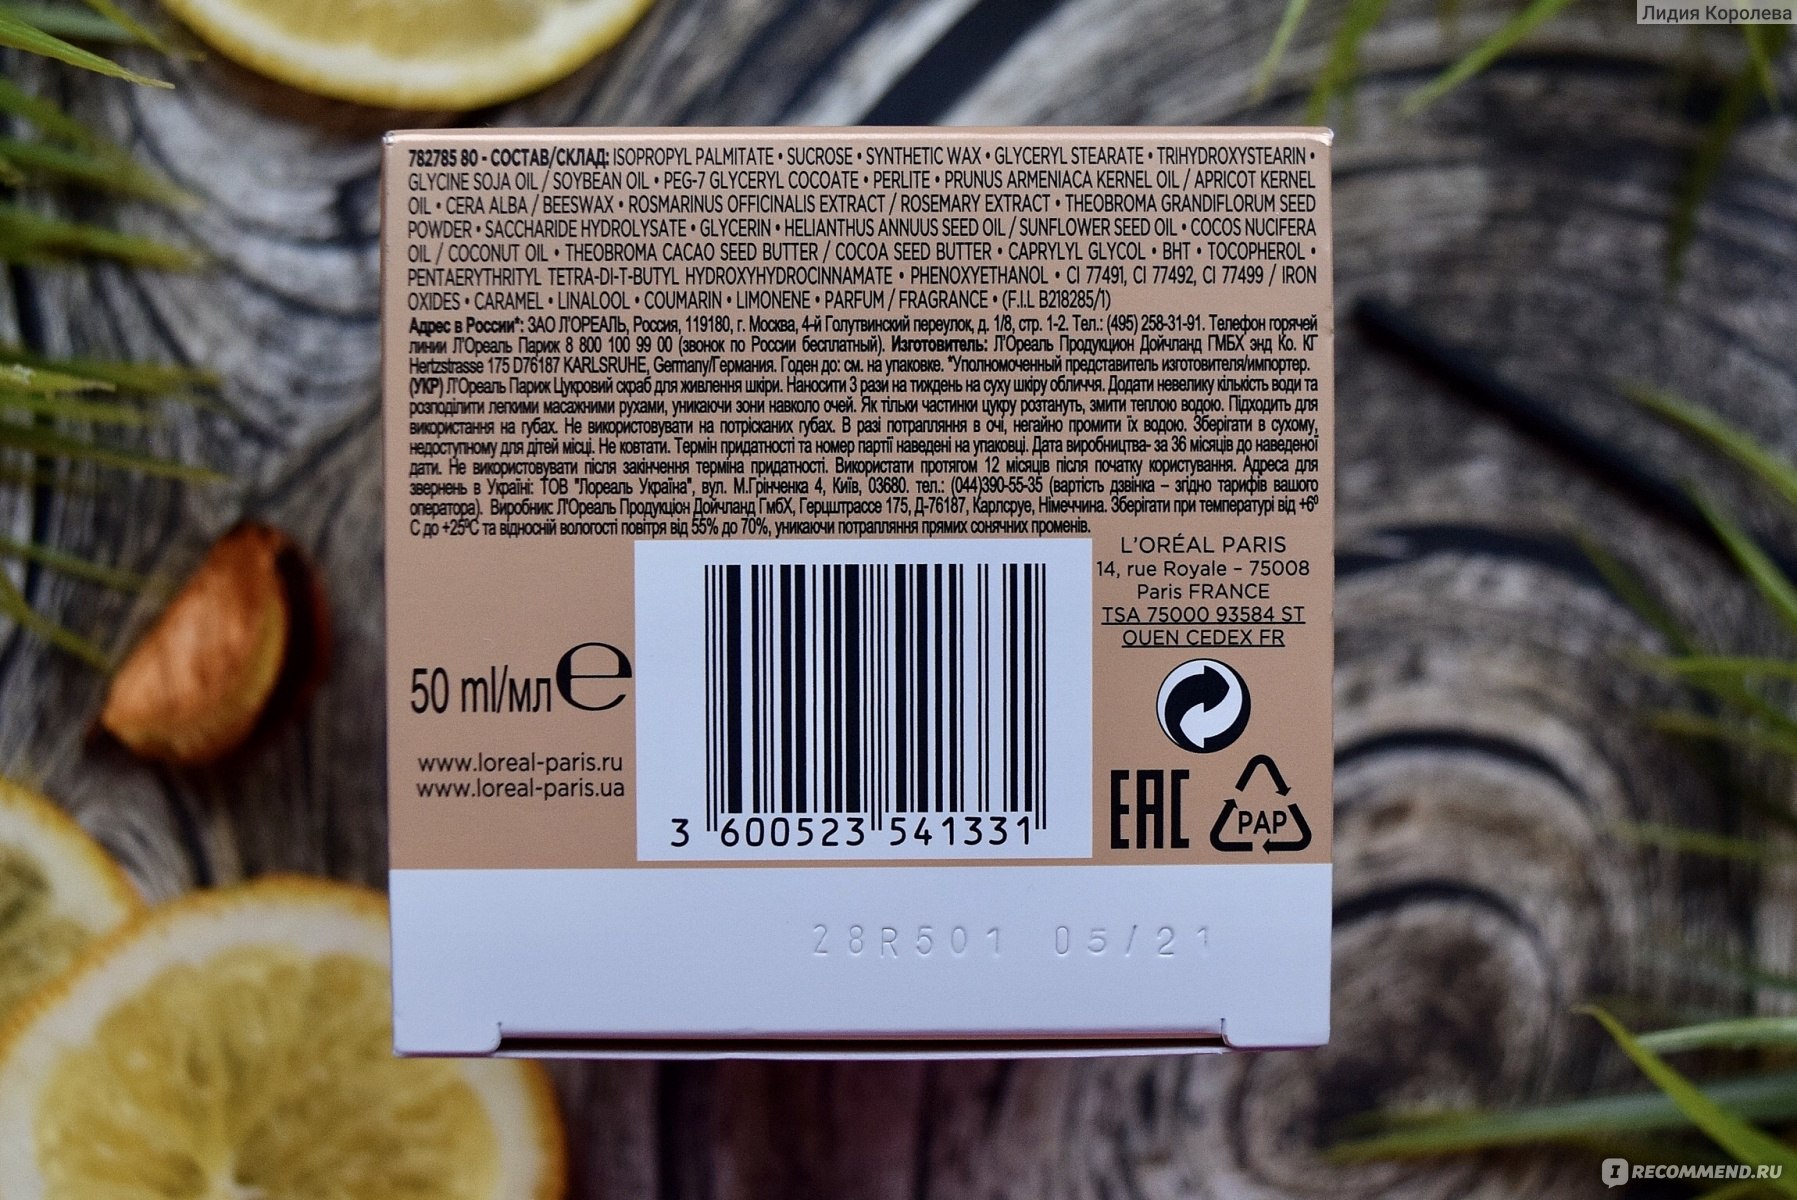 Лидия Королева
782785 80 - СОСТАВ/СКЛАД: ISOPROPYL PALMITATE • SUCROSE • SYNTHETIC WAX • GLYCERYL STEARATE • TRIHYDROXYSTEARIN •
GLYCINE SOJA OIL / SOYBEAN OIL • PEG-7 GLYCERYL COCOATE • PERLITE • PRUNUS ARMENIACA KERNEL OIL / APRICOT KERNEL
OIL • CERA ALBA / BEESWAX • ROSMARINUS OFFICINALIS EXTRACT / ROSEMARY EXTRACT • THEOBROMA GRANDIFLORUM SEED
POWDER • SACCHARIDE HYDROLYSATE • GLYCERIN • HELIANTHUS ANNUUS SEED OIL / SUNFLOWER SEED OIL • COCOS NUCIFERA
OIL / COCONUT OIL • THEOBROMA CACAO SEED BUTTER / COCOA SEED BUTTER • CAPRYLYL GLYCOL • BHT • TOCOPHEROL •
PENTAERYTHRITYL TETRA-DI-T-BUTYL HYDROXYHYDROCINNAMATE • PHENOXYETHANOL • CI 77491, CI 77492, CI 77499 / IRON
OXIDES • CARAMEL • LINALOOL • COUMARIN • LIMONENE • PARFUM / FRAGRANCE • (F.I.L B218285/1)
Адрес в России*: ЗАО Л'ОРЕАЛЬ, Россия, 119180, г. Москва, 4-й Голутвинский переулок, д. 1/8, стр. 1-2. Тел.: (495) 258-31-91. Телефон горячей
линии Л'Ореаль Париж 8 800 100 99 00 (звонок по России бесплатный). Изготовитель: Л'Ореаль Продукцион Дойчланд ГМБХ энд Ко. КГ
Hertzstrasse 175 D76187 KARLSRUHE, Germany/Германия. Годен до: см. на упаковке. *Уполномоченный представитель изготовителя/импортер.
(УКР) Л'Ореаль Париж Цукровий скраб для живлення шкіри. Наносити 3 рази на тиждень на суху шкіру обличчя. Додати невелику кількість води та
розподілити легкими масажними рухами, уникаючи зони навколо очей. Як тільки частинки цукру розтануть, змити теплою водою. Підходить для
використання на губах. Не використовувати на потрісканих губах. В разі потрапляння в очі, негайно промити їх водою. Зберігати в сухому,
недоступному для дітей місці. Не ковтати. Термін придатності та номер партії наведені на упаковці. Дата виробництва- за 36 місяців до наведеної
дати. Не використовувати після закінчення терміна придатності. Використати протягом 12 місяців після початку користування. Адреса для
звернень в Україні: ТОВ "Лореаль Україна", вул. М.Грінченка 4, Київ, 03680. тел.: (044)390-55-35 (вартість дзвінка – згідно тарифів вашого
оператора). Виробник: Л'Ореаль Продукціон Дойчланд ГмбХ, Герцштрассе 175, Д-76187, Карлсруе, Німеччина. Зберігати при температурі від +6º
С до +25ºС та відносній вологості повітря від 55% до 70%, уникаючи потрапляння прямих сонячних променів.
L'ORÉAL PARIS
14, rue Royale – 75008
Paris FRANCE
TSA 75000 93584 ST
OUEN CEDEX FR
50 ml/мл e
www.loreal-paris.ru
www.loreal-paris.ua
3 600523 541331
EAC
PAP
28R501 05/21
IRECOMMEND.RU